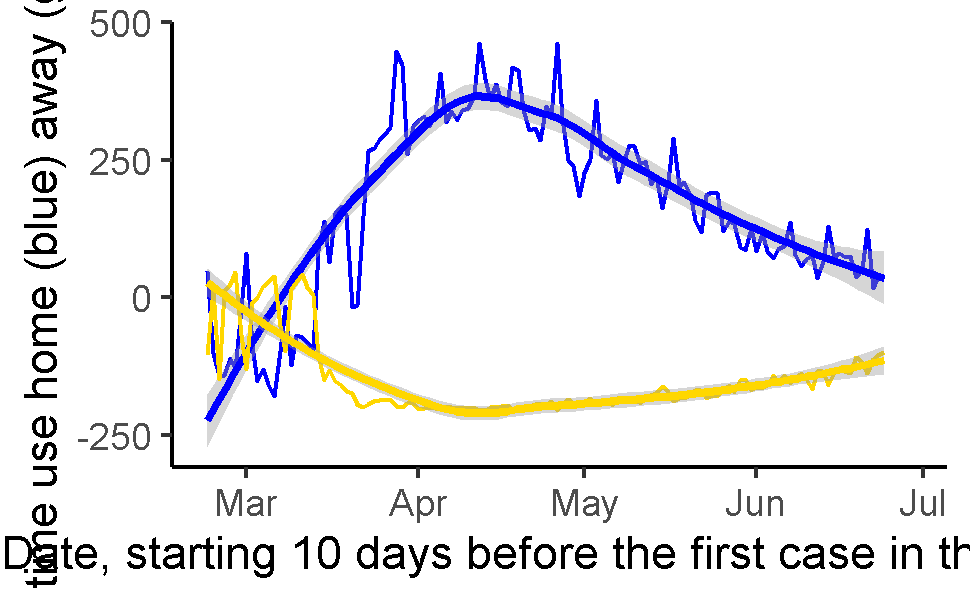 time use home (blue) away (
500
250
0
-250
Mar Apr May Jun Jul
Date, starting 10 days before the first case in